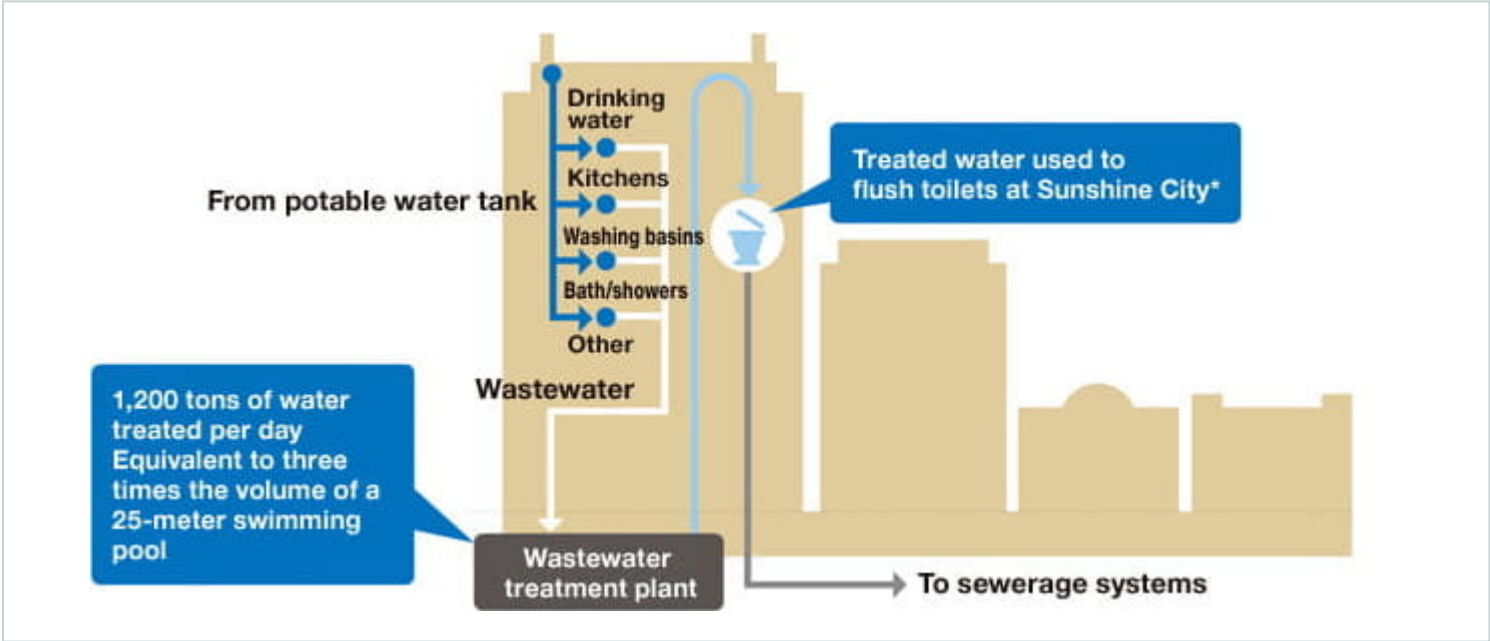 Drinking
water
Kitchens
From potable water tank
Washing basins
Bath/showers
Other
Wastewater
Treated water used to
flush toilets at Sunshine City*
1,200 tons of water
treated per day
Equivalent to three
times the volume of a
25-meter swimming
pool
Wastewater
treatment plant
To sewerage systems